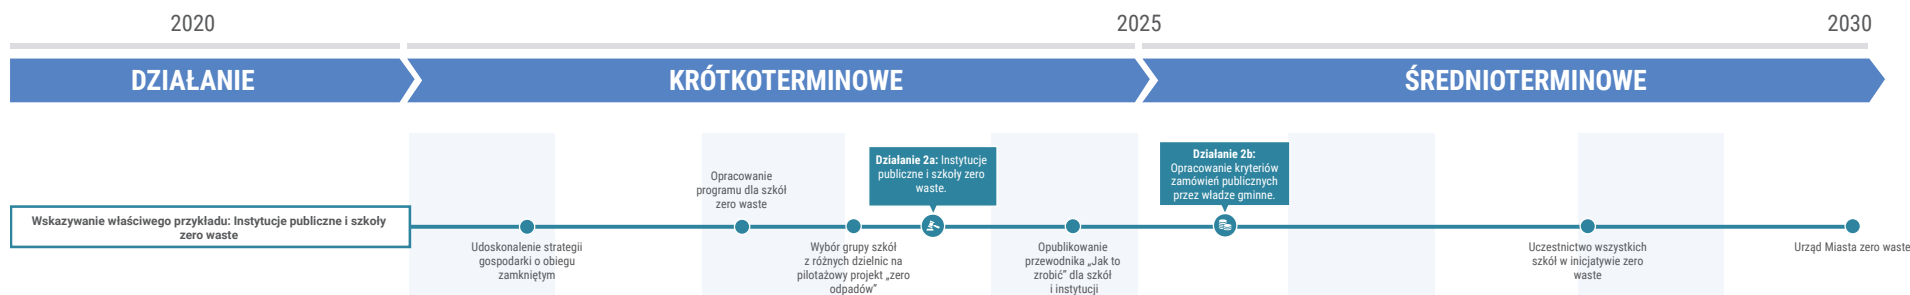 2020
2025
2030
DZIAŁANIE
KRÓTKOTERMINOWE
ŚREDNIOTERMINOWE
Wskazywanie właściwego przykładu: Instytucje publiczne i szkoły
zero waste
Udoskonalenie strategii
gospodarki o obiegu
zamkniętym
Opracowanie
programu dla szkół
zero waste
Wybór grupy szkół
z różnych dzielnic na
pilotażowy projekt „zero
odpadów”
Działanie 2a: Instytucje
publiczne i szkoły zero
waste.
Opublikowanie
przewodnika „Jak to
zrobić” dla szkół
i instytucji
Działanie 2b:
Opracowanie kryteriów
zamówień publicznych
przez władze gminne.
Uczestnictwo wszystkich
szkół w inicjatywie zero
waste
Urząd Miasta zero waste